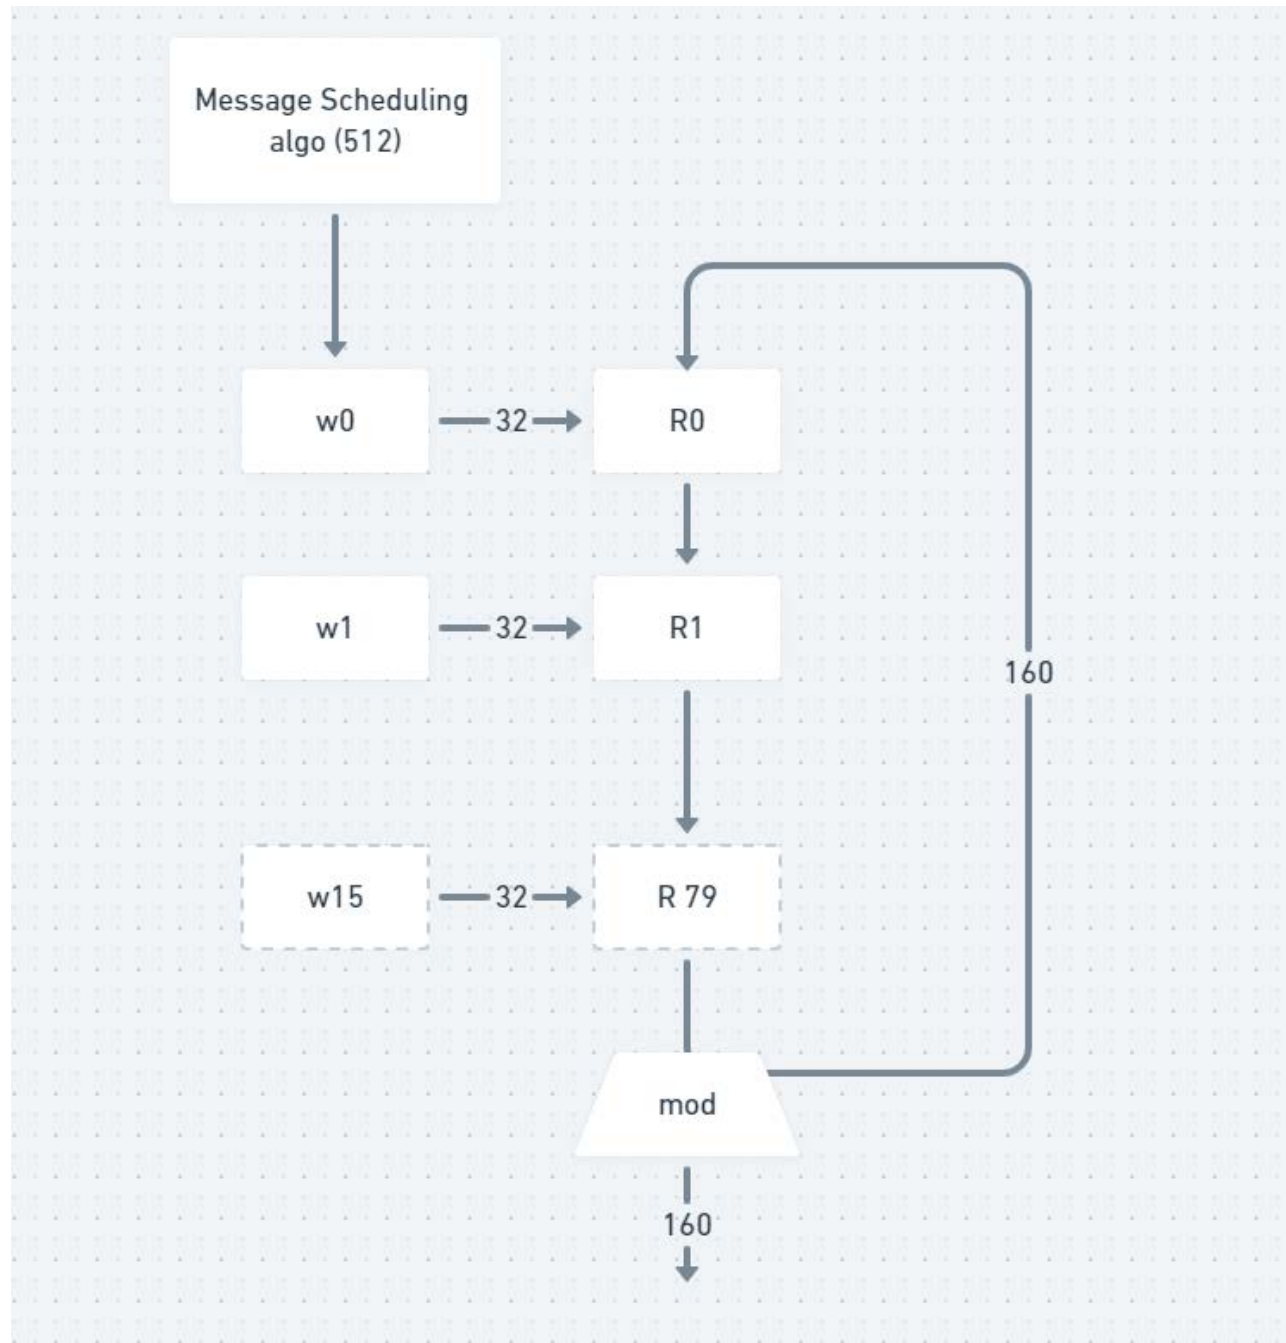 Message Scheduling
algo (512)
w0
32
R0
w1
32
R1
160
w15
32
R 79
mod
160